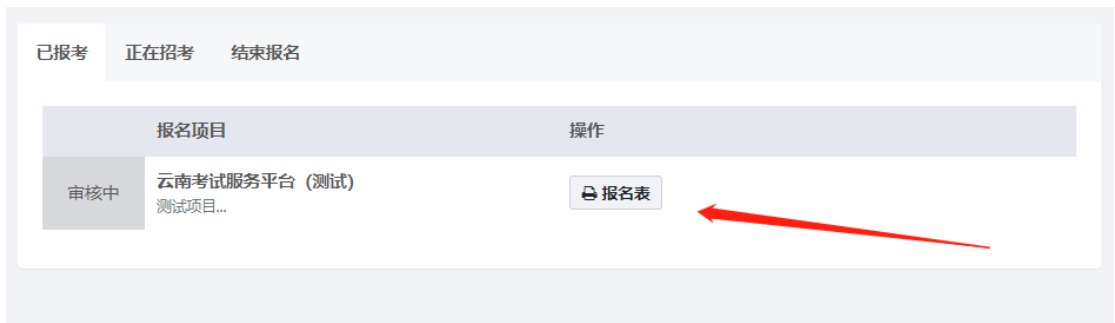 已报考 正在招考 结束报名
报名项目 操作
审核中 云南考试服务平台（测试） 报名表
测试项目...